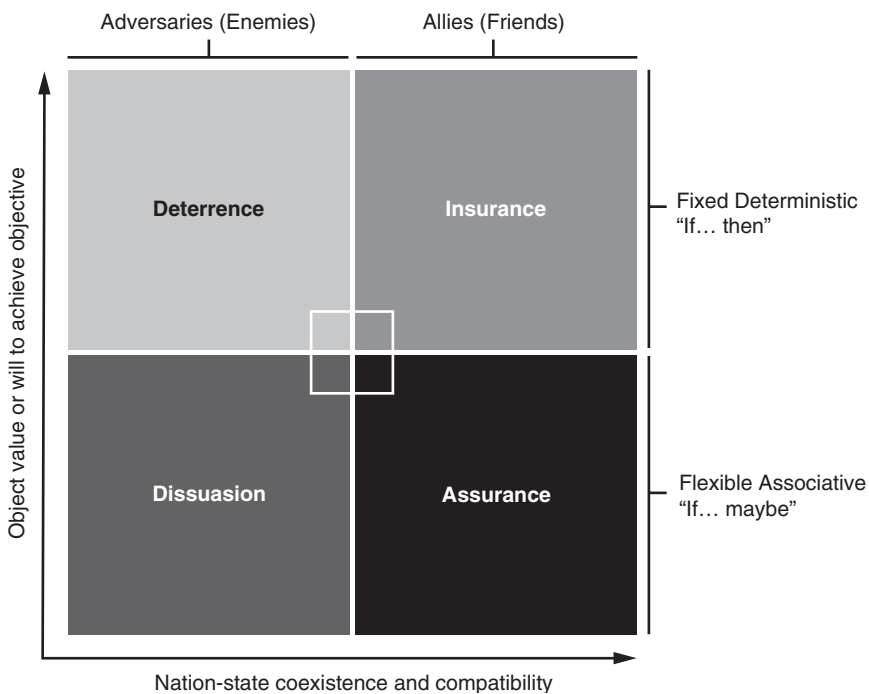 Adversaries (Enemies)
Allies (Friends)
Object value or will to achieve objective
Deterrence
Insurance
Fixed Deterministic
“If… then”
Dissuasion
Assurance
Flexible Associative
“If… maybe”
Nation-state coexistence and compatibility